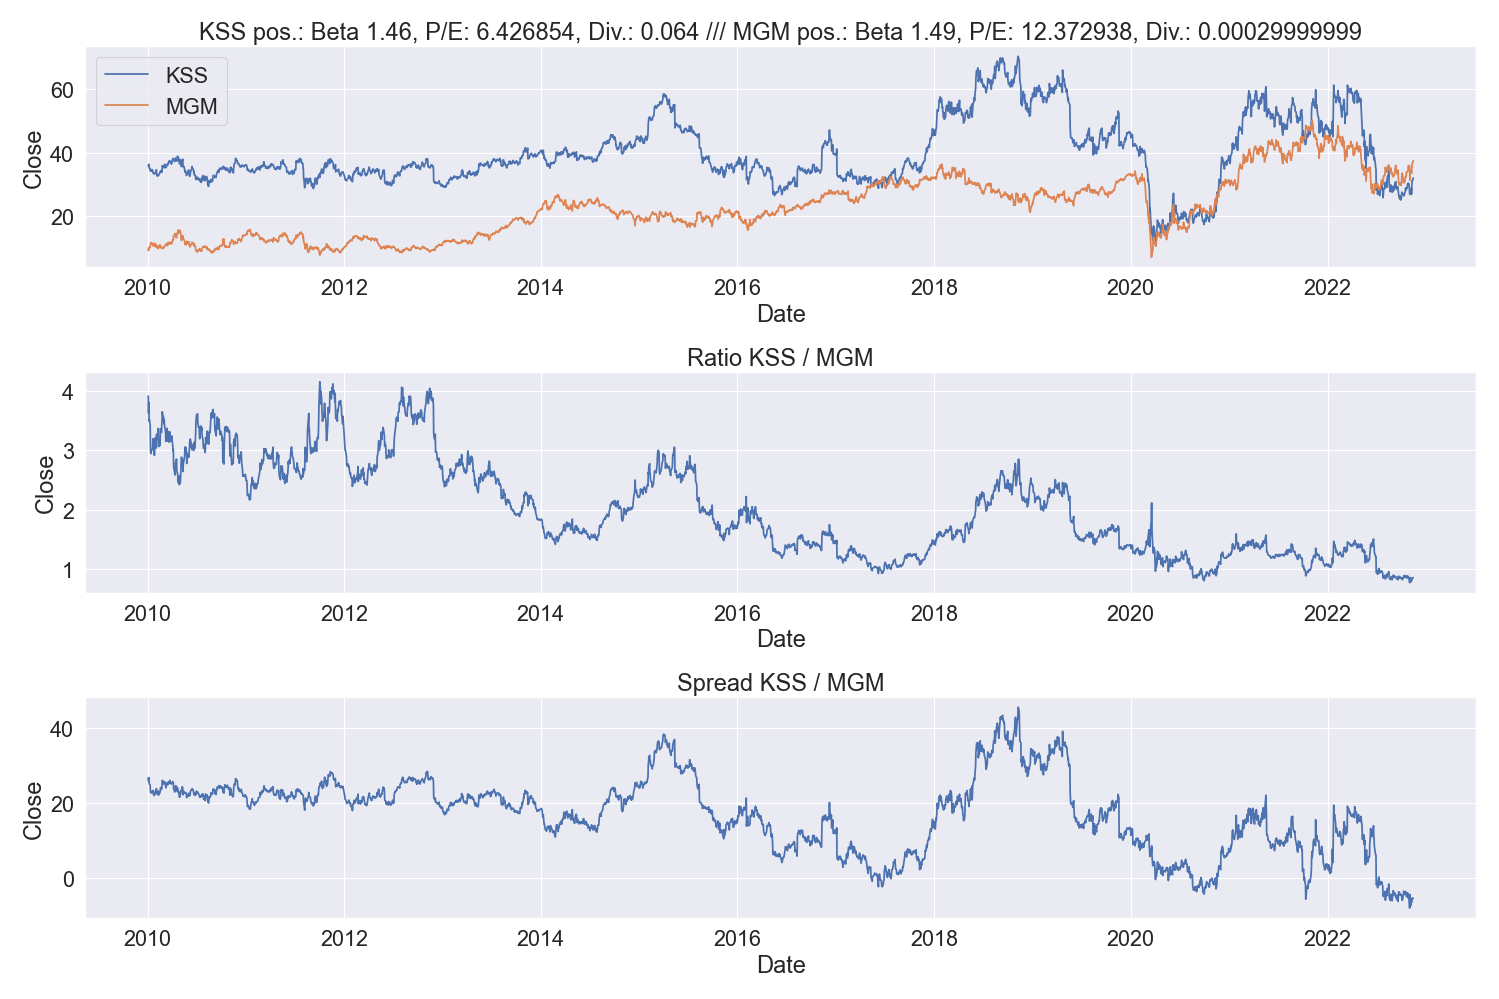 KSS pos.: Beta 1.46, P/E: 6.426854, Div.: 0.064 /// MGM pos.: Beta 1.49, P/E: 12.372938, Div.: 0.00029999999
KSS
MGM
Close
60
40
20
2010 2012 2014 2016 2018 2020 2022
Date
Ratio KSS / MGM
Close
4
3
2
1
2010 2012 2014 2016 2018 2020 2022
Date
Spread KSS / MGM
Close
40
20
0
2010 2012 2014 2016 2018 2020 2022
Date